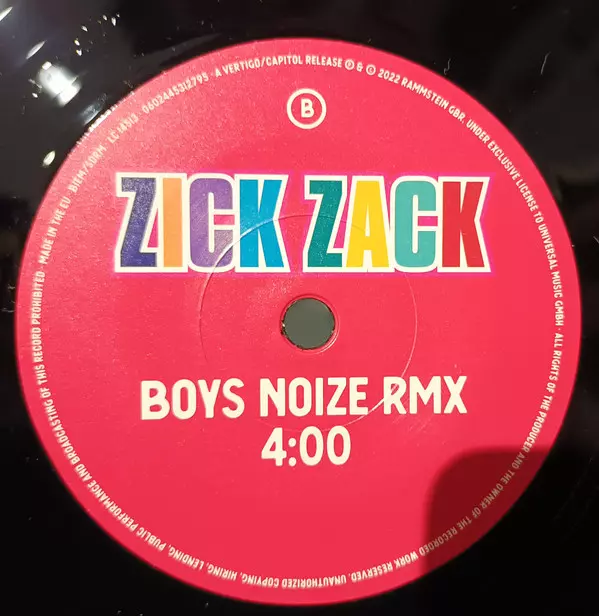 B
ZICK ZACK
BOYS NOIZE RMX
4:00
MADE IN THE EU · BIEM/SDRM · LC 14513 · 0602445312795 · A VERTIGO/CAPITOL RELEASE ℗ & © 2022 RAMMSTEIN GBR, UNDER EXCLUSIVE LICENSE TO UNIVERSAL MUSIC GMBH · ALL RIGHTS OF THE PRODUCER AND THE OWNER OF THE RECORDED WORK RESERVED. UNAUTHORIZED COPYING, HIRING, LENDING, PUBLIC PERFORMANCE AND BROADCASTING OF THIS RECORD PROHIBITED ·